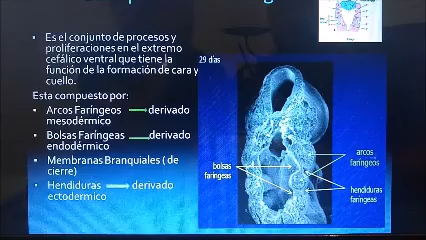 Es el conjunto de procesos y
proliferaciones en el extremo
cefálico ventral que tiene la
función de la formación de cara y
cuello.
Esta compuesto por:
Arcos Faríngeos derivado
mesodérmico
Bolsas Faríngeas derivado
endodérmico
Membranas Branquiales ( de
cierre)
Hendiduras derivado
ectodermico
29 días
bolsas
faríngeas
arcos
faríngeos
hendiduras
faríngeas